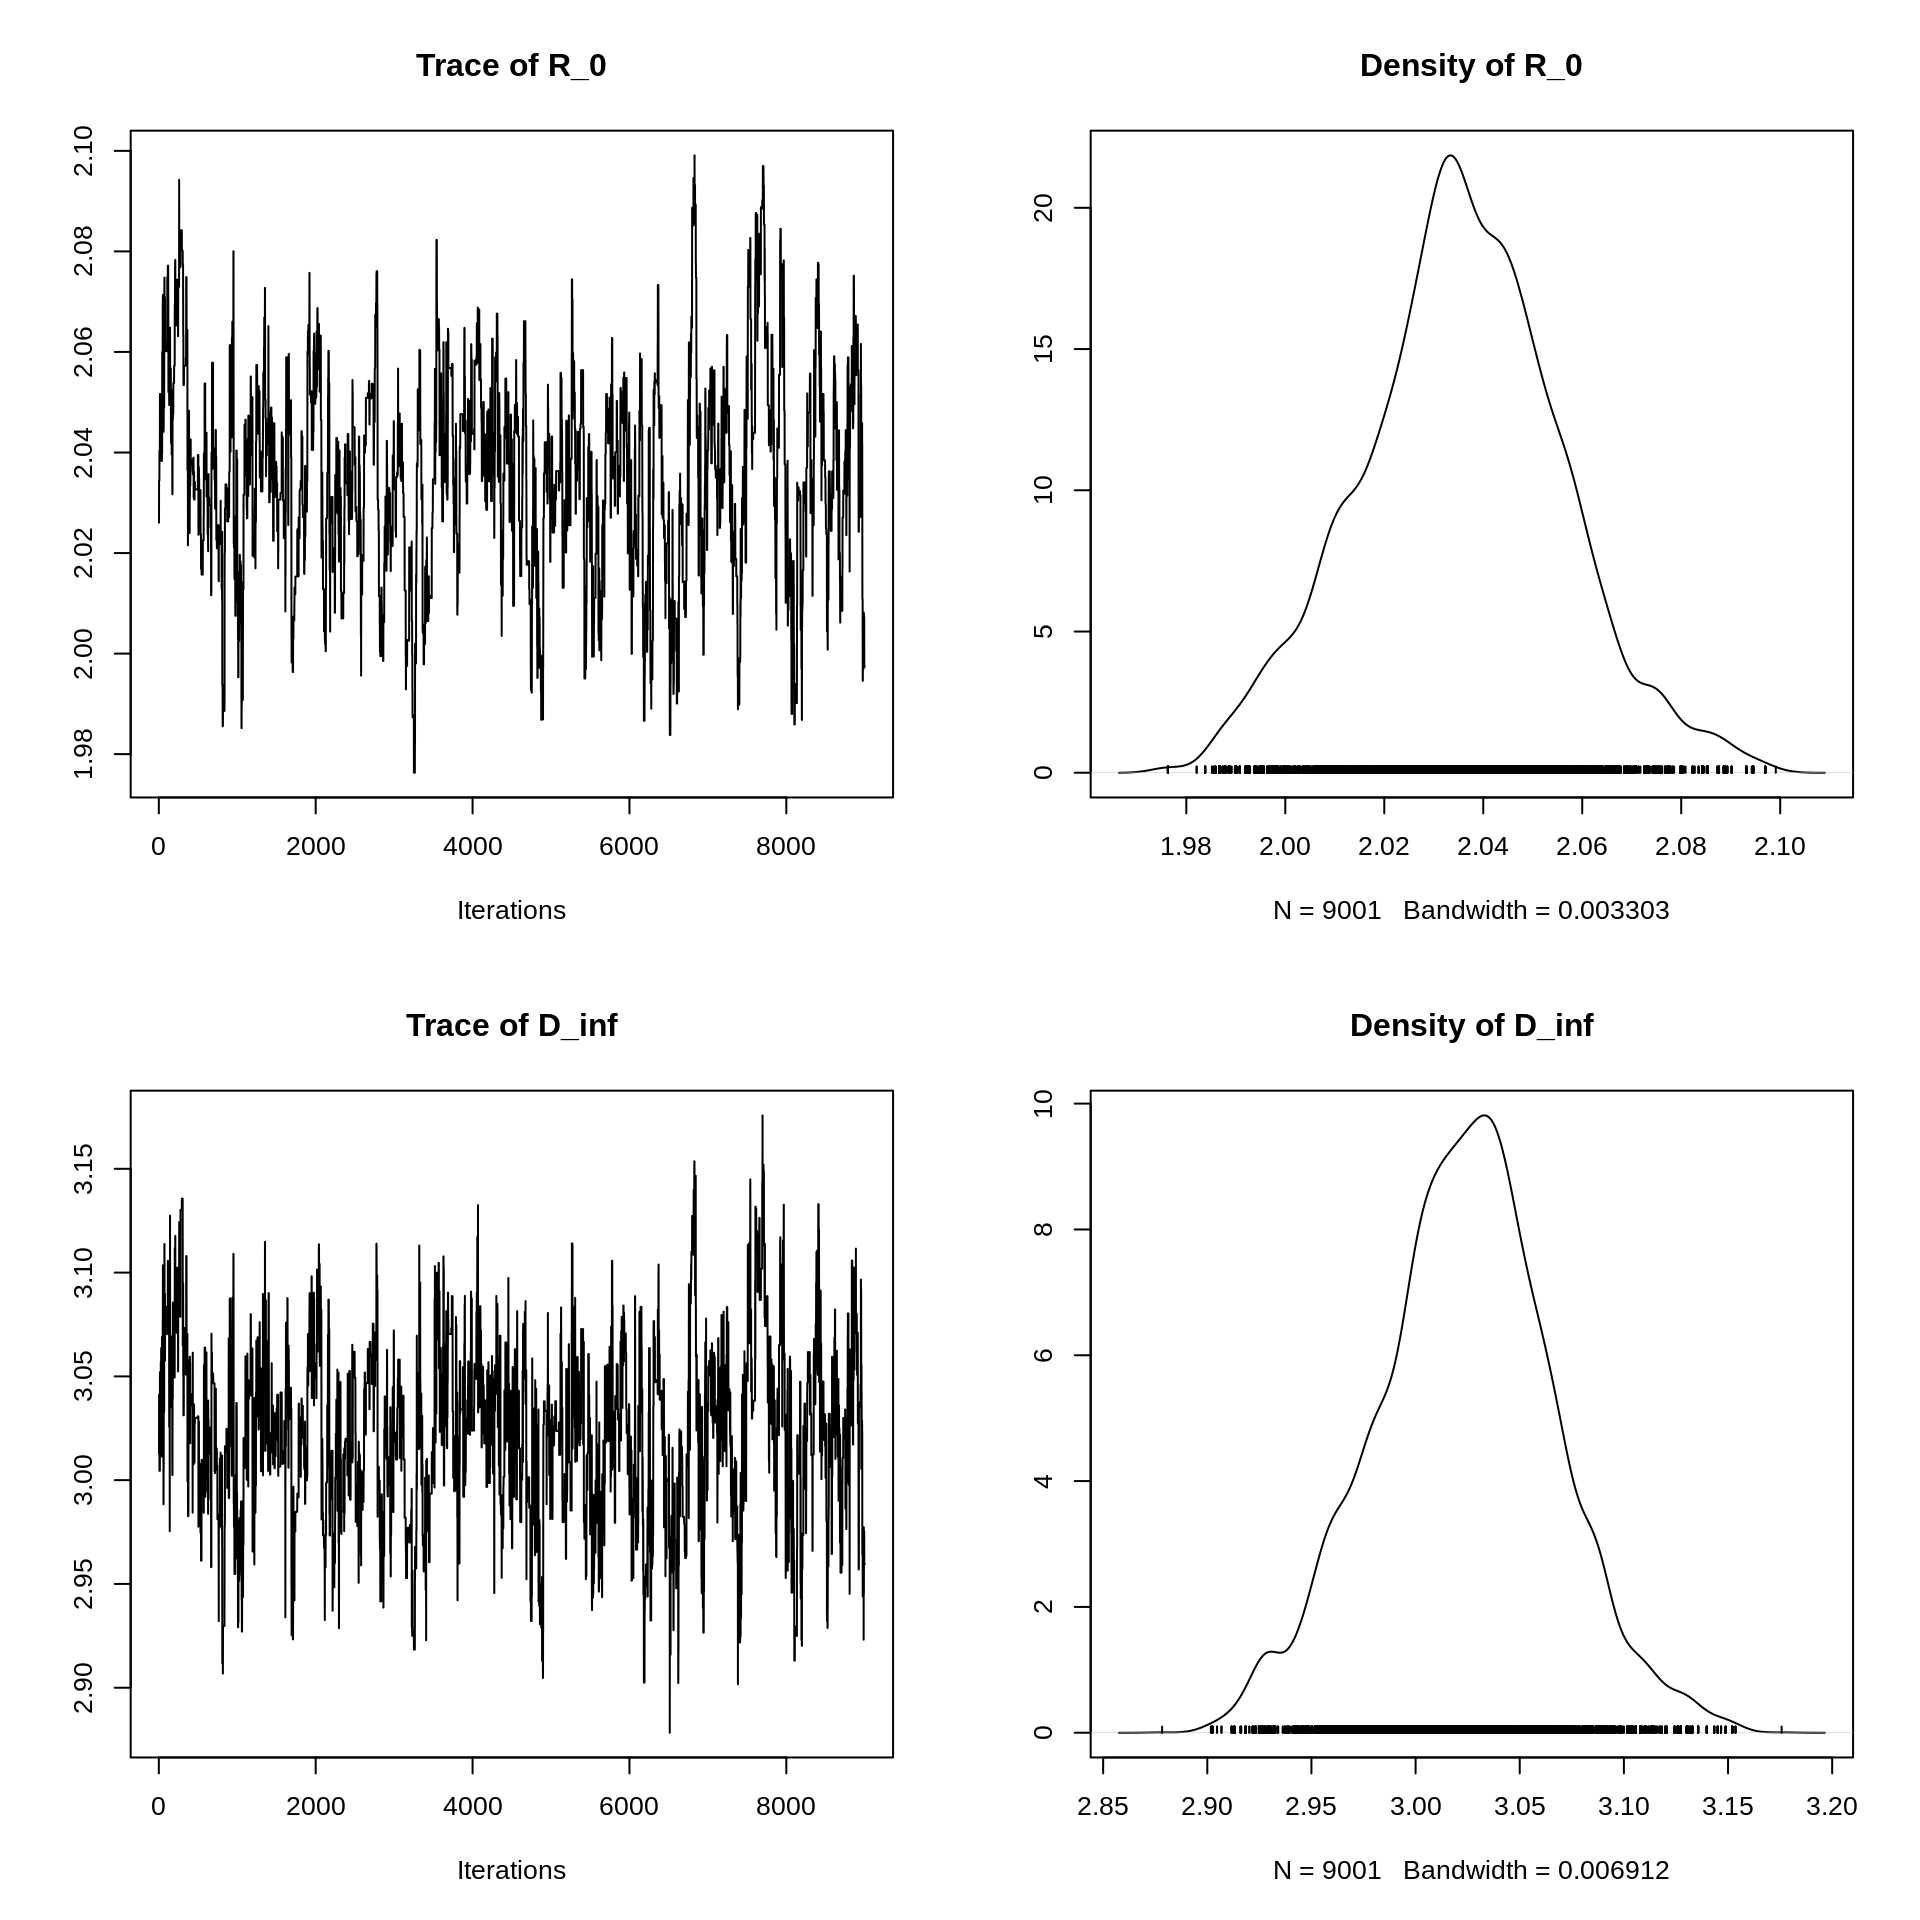 Trace of R_0
2.10
2.08
2.06
2.04
2.02
2.00
1.98
0 2000 4000 6000 8000
Iterations
Density of R_0
20
15
10
5
0
1.98 2.00 2.02 2.04 2.06 2.08 2.10
N = 9001 Bandwidth = 0.003303
Trace of D_inf
3.15
3.10
3.05
3.00
2.95
2.90
0 2000 4000 6000 8000
Iterations
Density of D_inf
10
8
6
4
2
0
2.85 2.90 2.95 3.00 3.05 3.10 3.15 3.20
N = 9001 Bandwidth = 0.006912